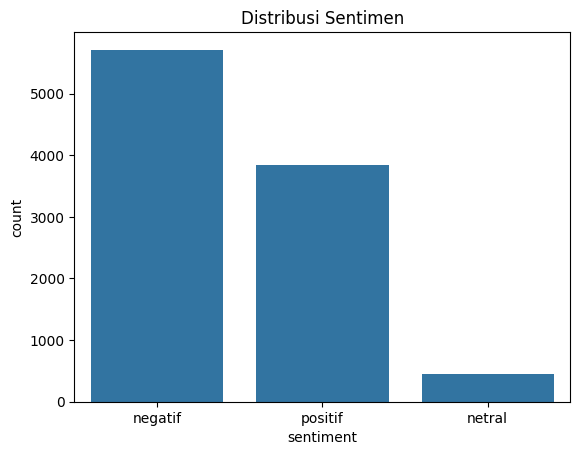 Distribusi Sentimen
count
5000
4000
3000
2000
1000
0
negatif positif netral
sentiment